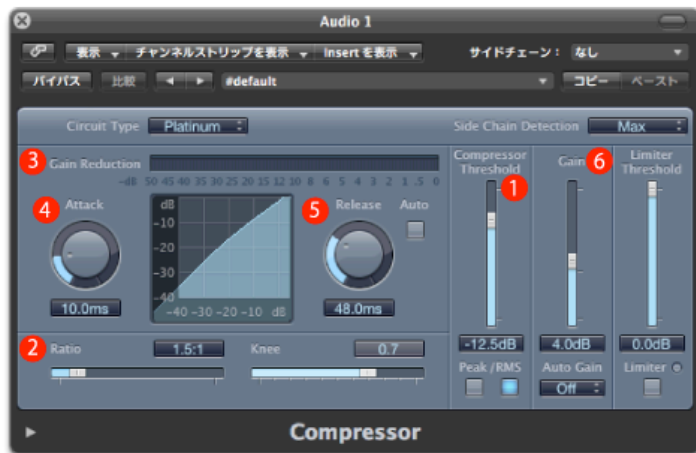 Audio 1
表示 チャンネルストリップを表示 Insert を表示 サイドチェーン： なし
バイパス 比較 #default コピー ペースト
Circuit Type Platinum Side Chain Detection Max
3 Gain Reduction
-dB 50 45 40 35 30 25 20 15 12 10 8 6 5 4 3 2 1 .5 0
Compressor Threshold 1
Gain 6
Limiter Threshold
4 Attack
10.0ms
dB
-10
-20
-30
-40
-40 -30 -20 -10 dB
5 Release Auto
48.0ms
-12.5dB 4.0dB 0.0dB
2 Ratio 1.5:1 Knee 0.7
Peak /RMS Auto Gain Limiter
Off
Compressor